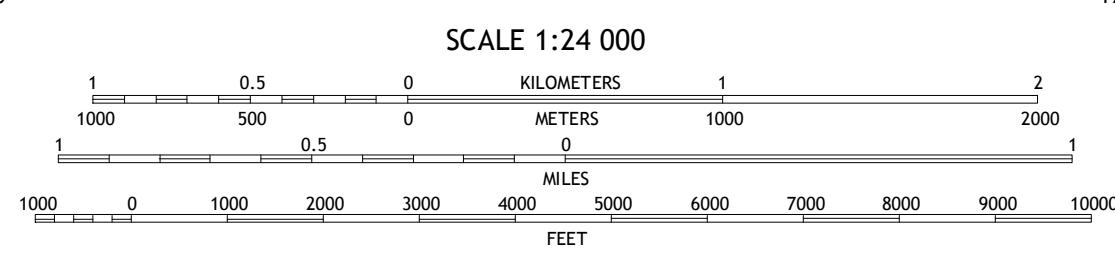 SCALE 1:24 000
1 0.5 0 KILOMETERS 1 2
1000 500 0 METERS 1000 2000
1 0.5 0 1
MILES
1000 0 1000 2000 3000 4000 5000 6000 7000 8000 9000 10000
FEET